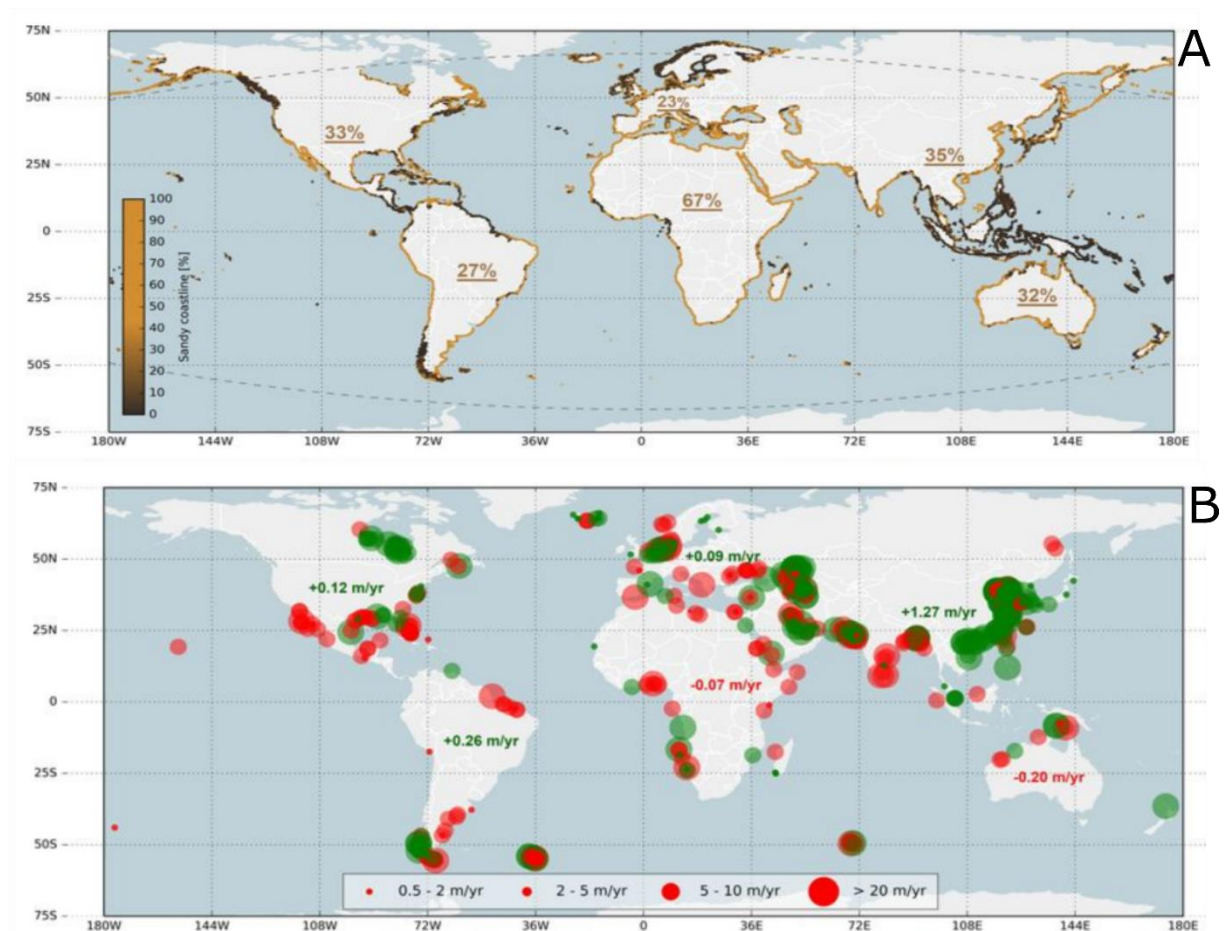 A
75N
50N
25N
0
25S
50S
75S
33%
23%
35%
67%
27%
32%
100
90
80
70
60
50
40
30
20
10
0
Sandy coastline [%]
180W 144W 108W 72W 36W 0 36E 72E 108E 144E 180E
B
75N
50N
25N
0
25S
50S
75S
+0.09 m/yr
+0.12 m/yr
+1.27 m/yr
-0.07 m/yr
+0.26 m/yr
-0.20 m/yr
0.5 - 2 m/yr 2 - 5 m/yr 5 - 10 m/yr > 20 m/yr
180W 144W 108W 72W 36W 0 36E 72E 108E 144E 180E